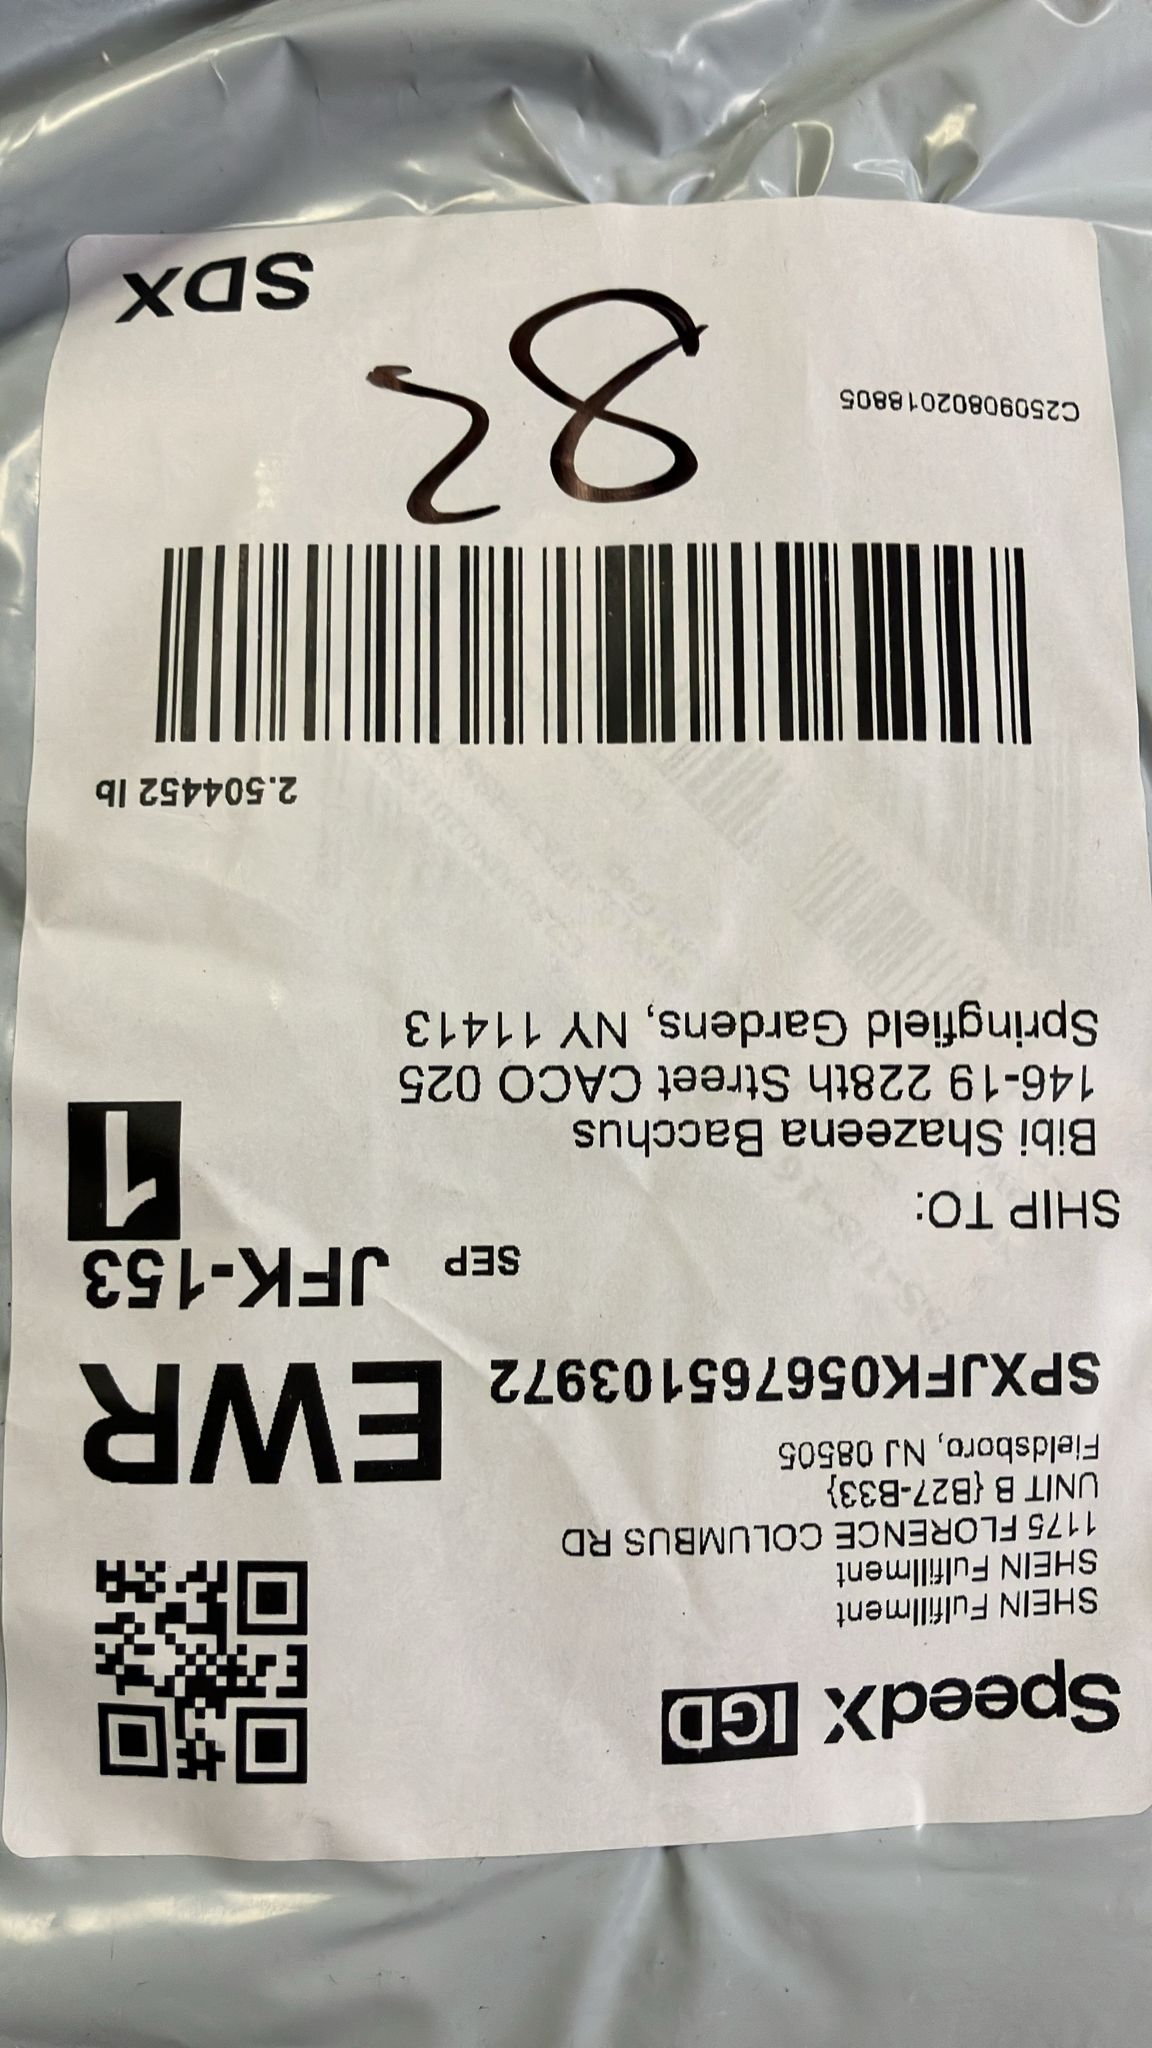 SpeedX IGD
SHEIN Fulfillment
SHEIN Fulfillment
1175 FLORENCE COLUMBUS RD
UNIT B {B27-B33}
Fieldsboro, NJ 08505
EWR
SPXJFK056765103972
SEP JFK-153
1
SHIP TO:
Bibi Shazeena Bacchus
146-19 228th Street CACO 025
Springfield Gardens, NY 11413
2.504452 lb
C25090802018805
28
SDX